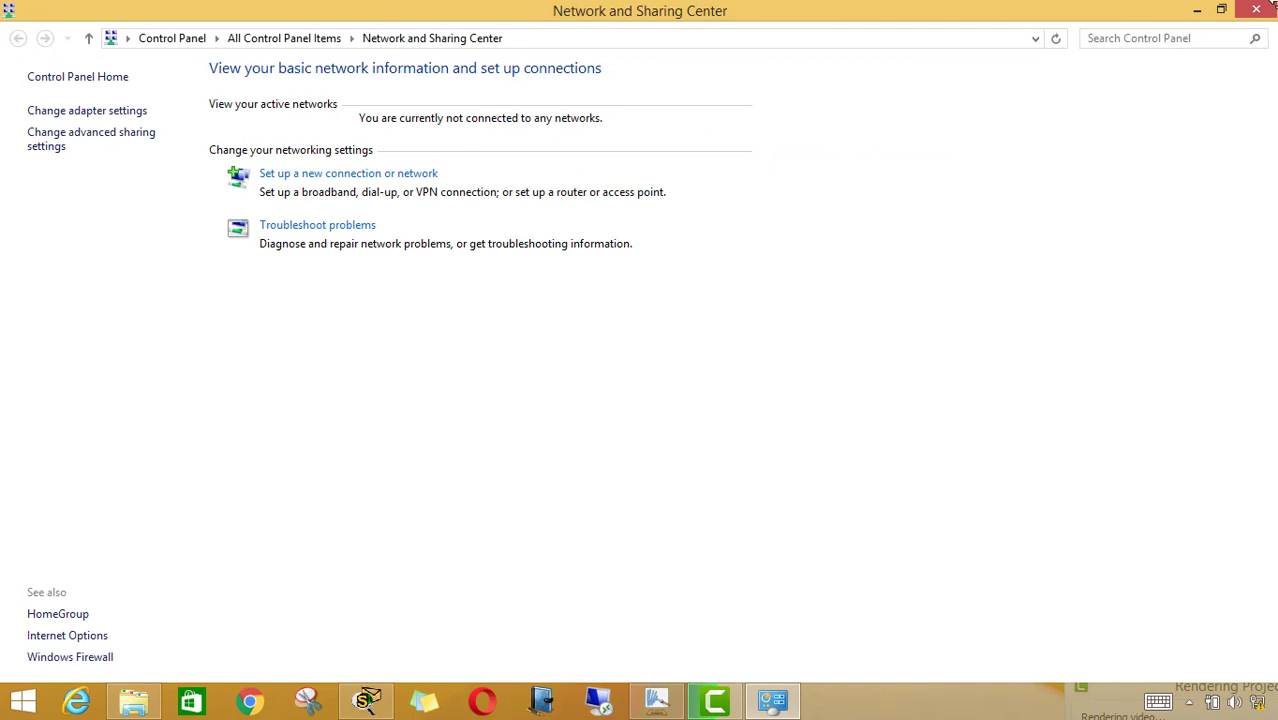 Network and Sharing Center
Control Panel All Control Panel Items Network and Sharing Center
Search Control Panel
Control Panel Home
Change adapter settings
Change advanced sharing
settings
View your basic network information and set up connections
View your active networks
You are currently not connected to any networks.
Change your networking settings
Set up a new connection or network
Set up a broadband, dial-up, or VPN connection; or set up a router or access point.
Troubleshoot problems
Diagnose and repair network problems, or get troubleshooting information.
See also
HomeGroup
Internet Options
Windows Firewall
Rendering Proje
Rendering video...